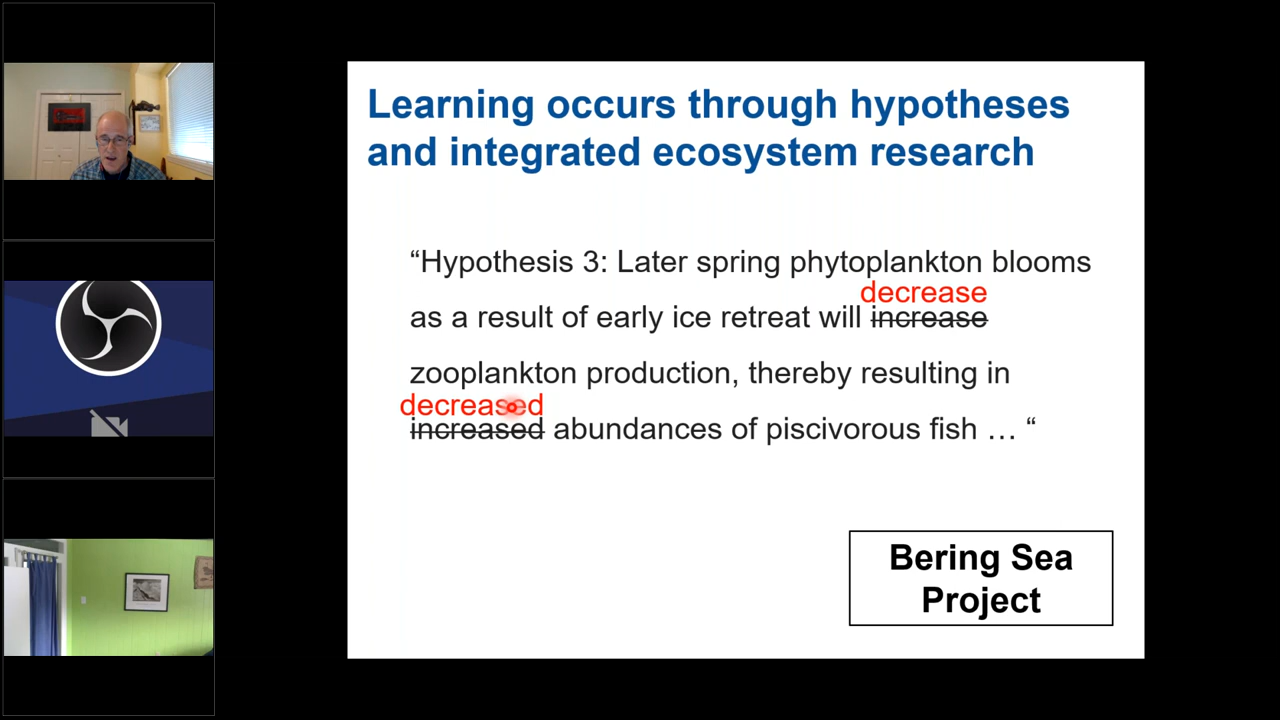 Learning occurs through hypotheses
and integrated ecosystem research
“Hypothesis 3: Later spring phytoplankton blooms
decrease
as a result of early ice retreat will increase
zooplankton production, thereby resulting in
decreased
increased abundances of piscivorous fish … “
Bering Sea
Project